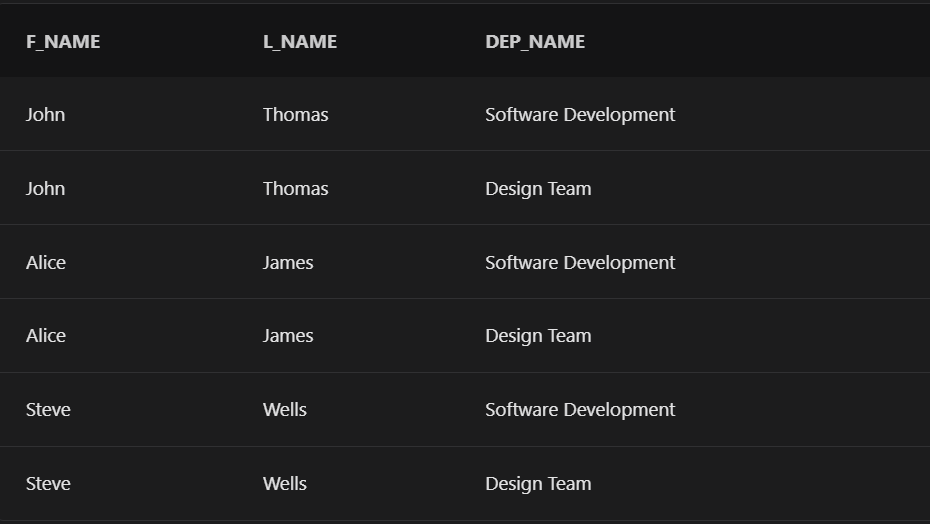 F_NAME L_NAME DEP_NAME
John Thomas Software Development
John Thomas Design Team
Alice James Software Development
Alice James Design Team
Steve Wells Software Development
Steve Wells Design Team